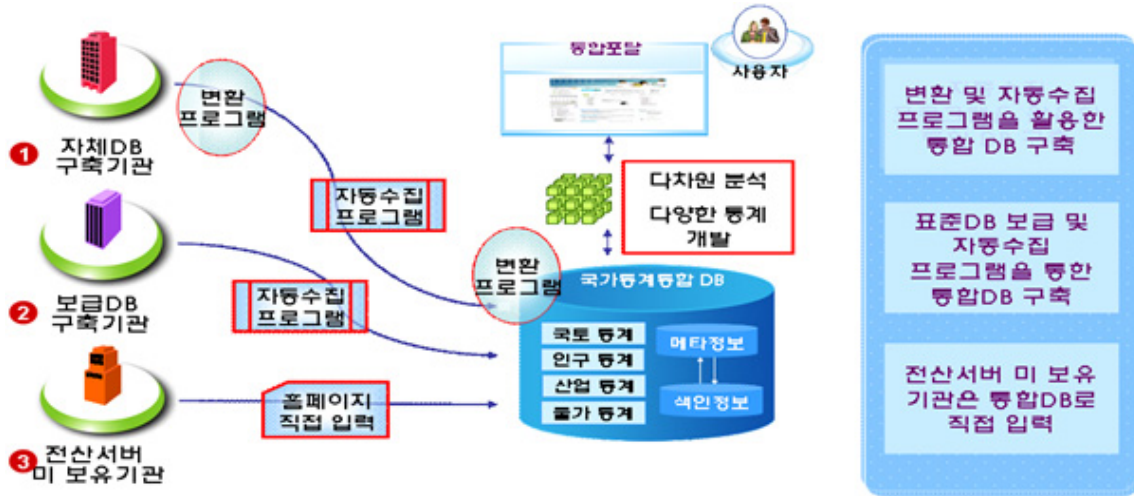 1
자체DB
구축기관
변환
프로그램
자동수집
프로그램
2
보급DB
구축기관
자동수집
프로그램
3
전산서버
미 보유기관
홈페이지
직접 입력
통합포탈
사용자
다차원 분석
다양한 통계
개발
변환
프로그램
국가통계통합 DB
국토 통계
인구 통계
산업 통계
물가 통계
메타정보
색인정보
변환 및 자동수집
프로그램을 활용한
통합 DB 구축
표준DB 보급 및
자동수집
프로그램을 통한
통합DB 구축
전산서버 미 보유
기관은 통합DB로
직접 입력